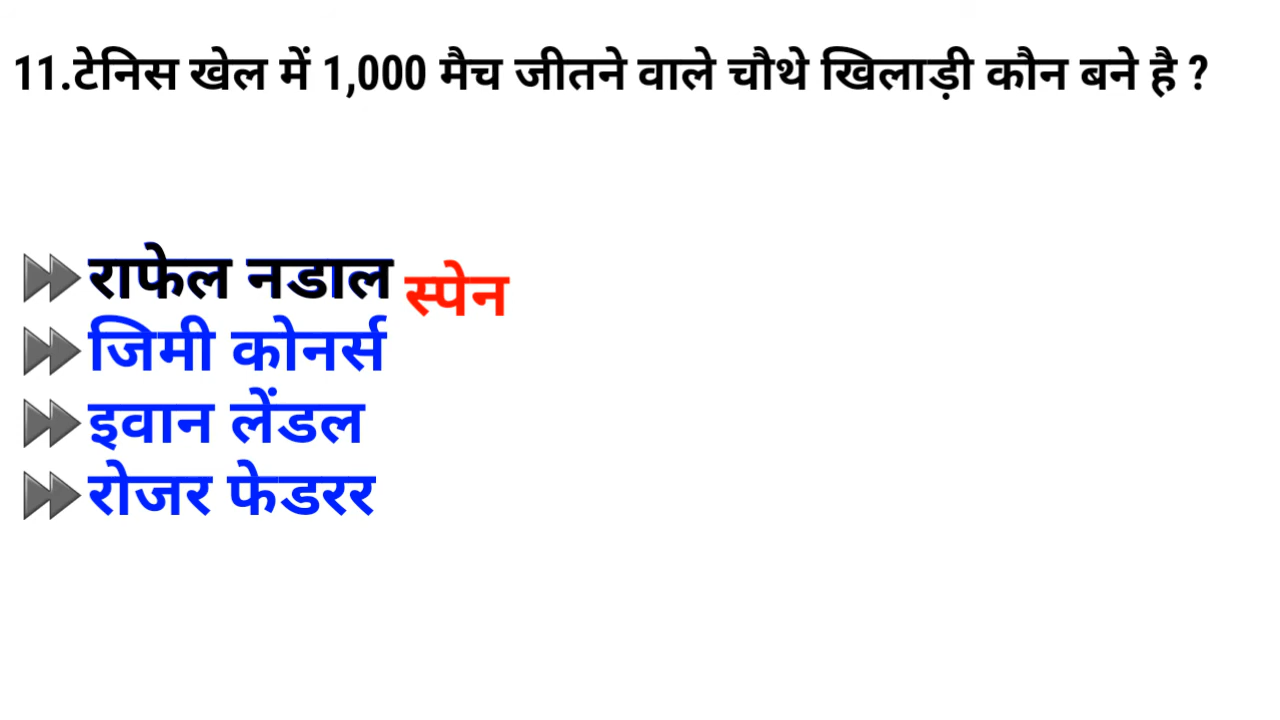 11.टेनिस खेल में 1,000 मैच जीतने वाले चौथे खिलाड़ी कौन बने है ?
⏩राफेल नडाल स्पेन
⏩जिमी कोनर्स
⏩इवान लेंडल
⏩रोजर फेडरर